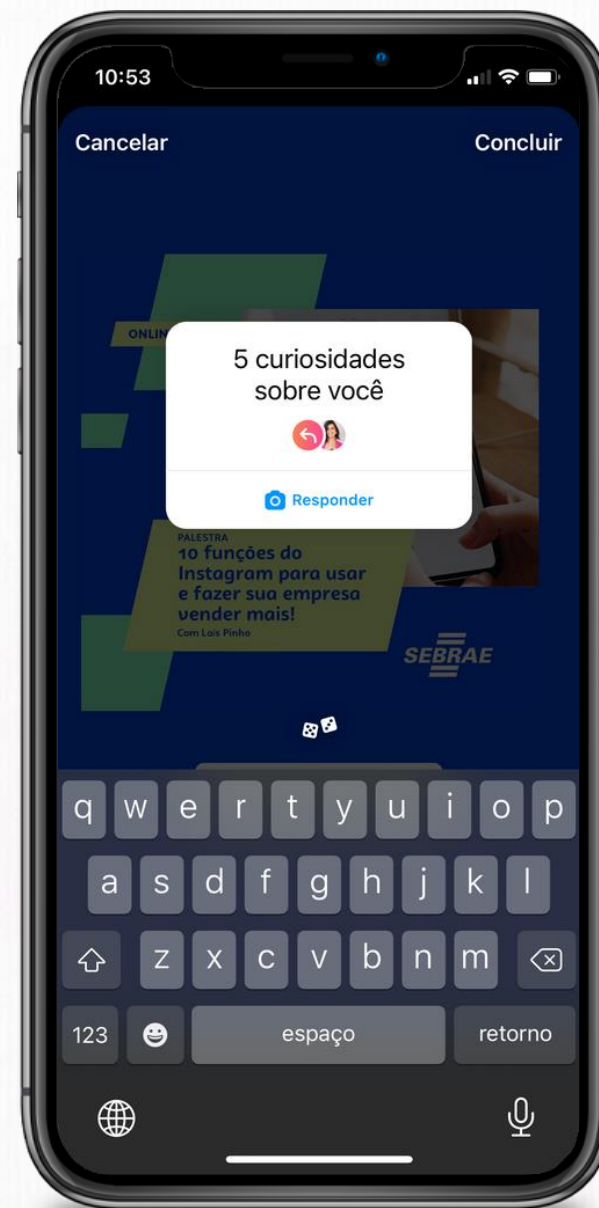 10:53
Cancelar
Concluir
ONLIN
5 curiosidades
sobre você
Responder
PALESTRA
10 funções do
Instagram para usar
e fazer sua empresa
vender mais!
Com Lois Pinho
SEBRAE
q w e r t y u i o p
a s d f g h j k l
z x c v b n m
123
espaço
retorno